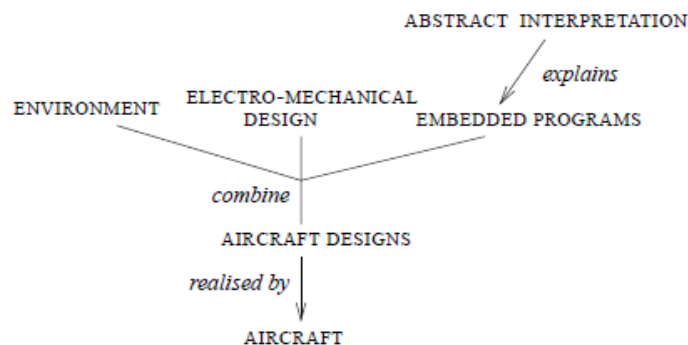 ABSTRACT INTERPRETATION
explains
ENVIRONMENT
ELECTRO-MECHANICAL
DESIGN
EMBEDDED PROGRAMS
combine
AIRCRAFT DESIGNS
realised by
AIRCRAFT